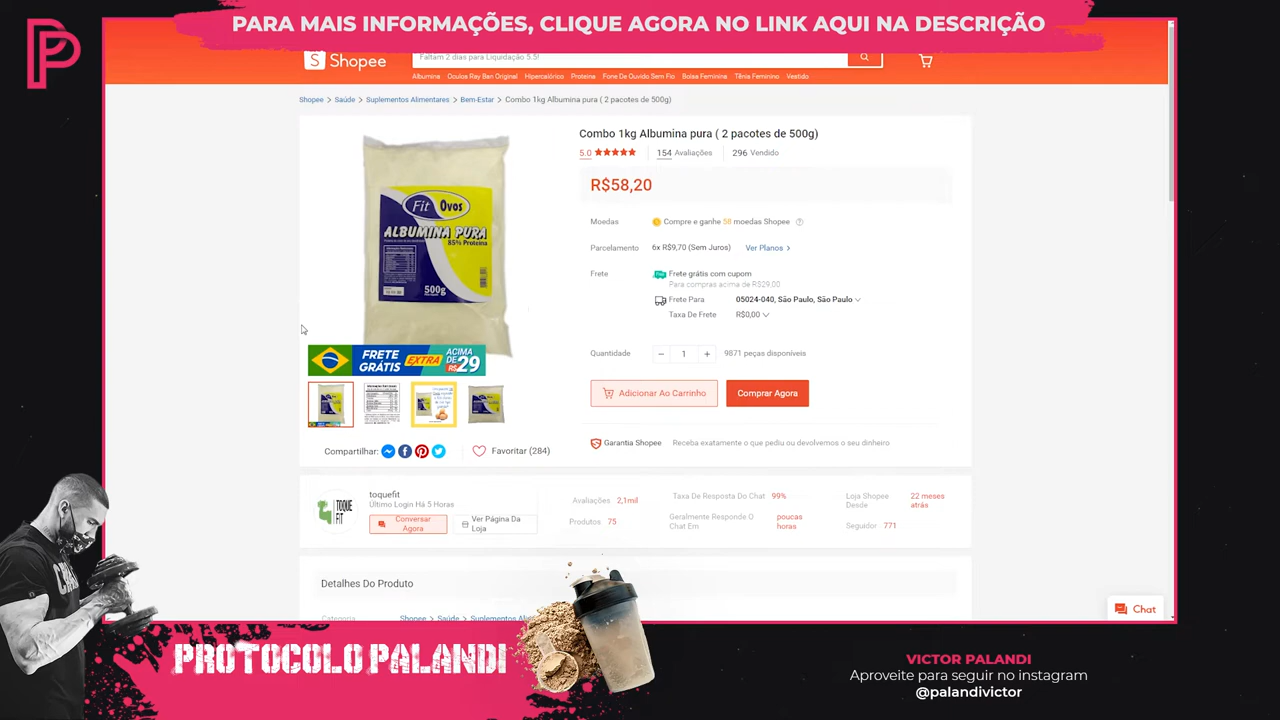 PARA MAIS INFORMAÇÕES, CLIQUE AGORA NO LINK AQUI NA DESCRIÇÃO
Shopee
Faltam 2 dias para Liquidação 5.5!
Albumina Oculos Ray Ban Original Hipercalórico Proteina Fone De Ouvido Sem Fio Bolsa Feminina Tênis Feminino Vestido
Shopee > Saúde > Suplementos Alimentares > Bem-Estar > Combo 1kg Albumina pura ( 2 pacotes de 500g)
Combo 1kg Albumina pura ( 2 pacotes de 500g)
5.0 154 Avaliações 296 Vendido
R$58,20
Moedas Compre e ganhe 58 moedas Shopee ?
Parcelamento 6x R$9,70 (Sem Juros) Ver Planos >
Frete Frete grátis com cupom
Para compras acima de R$29,00
Frete Para 05024-040, São Paulo, São Paulo
Taxa De Frete R$0,00
Quantidade 1 9871 peças disponíveis
Adicionar Ao Carrinho Comprar Agora
Garantia Shopee Receba exatamente o que pediu ou devolvemos o seu dinheiro
Fit Ovos
ALBUMINA PURA
85% Proteina
500g
FRETE GRÁTIS EXTRA ACIMA DE R$29
Compartilhar: Favoritar (284)
TOQUE FIT
toquefit
Último Login Há 5 Horas
Conversar Agora
Ver Página Da Loja
Avaliações 2,1mil
Produtos 75
Taxa De Resposta Do Chat 99%
Geralmente Responde O Chat Em poucas horas
Loja Shopee Desde 22 meses atrás
Seguidor 771
Detalhes Do Produto
Categoria Shopee > Saúde > Suplementos
Chat
PROTOCOLO PALANDI
VICTOR PALANDI
Aproveite para seguir no instagram
@palandivictor